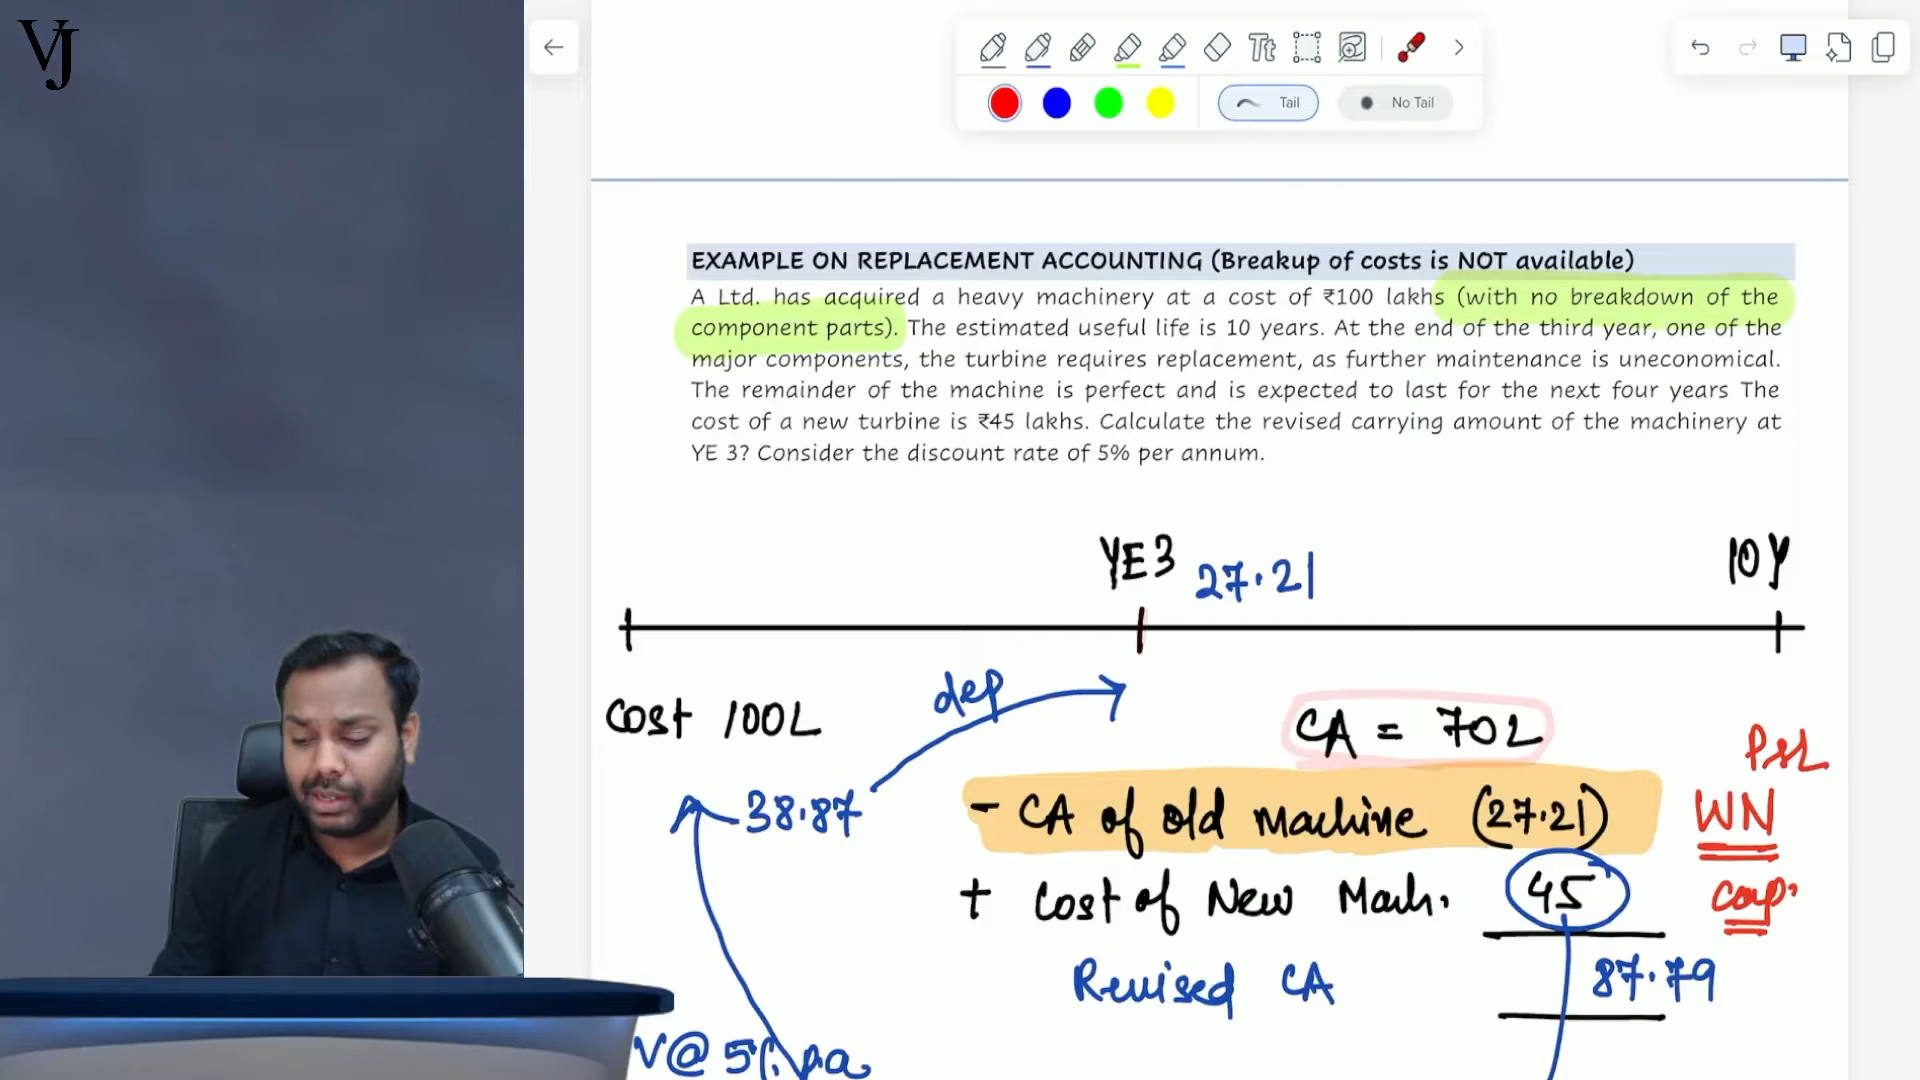 VJ
Tt
Tail
No Tail
EXAMPLE ON REPLACEMENT ACCOUNTING (Breakup of costs is NOT available)
A Ltd. has acquired a heavy machinery at a cost of ₹100 lakhs (with no breakdown of the
component parts). The estimated useful life is 10 years. At the end of the third year, one of the
major components, the turbine requires replacement, as further maintenance is uneconomical.
The remainder of the machine is perfect and is expected to last for the next four years The
cost of a new turbine is ₹45 lakhs. Calculate the revised carrying amount of the machinery at
YE 3? Consider the discount rate of 5% per annum.
YE3 27.21
10Y
dep
Cost 100L
CA = 70L
P&L
38.87
- CA of old Machine (27.21)
WN
+ Cost of New Mach. 45
cap.
Revised CA 87.79
V@ 5% p.a